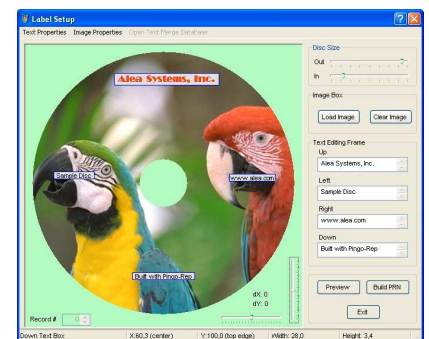 Label Setup
Text Properties Image Properties Open Text Merge Database
Alea Systems, Inc.
Sample Disc
www.alea.com
Built with Pingo-Rep
dX: 0
dY: 0
Record # 0
Disc Size
Out
In
Image Box
Load Image Clear Image
Text Editing Frame
Up
Alea Systems, Inc.
Left
Sample Disc
Right
www.alea.com
Down
Built with Pingo-Rep
Preview Build PRN
Exit
Down Text Box X:60,3 (center) Y:100,0 (top edge) Width: 28,0 Height: 3,4